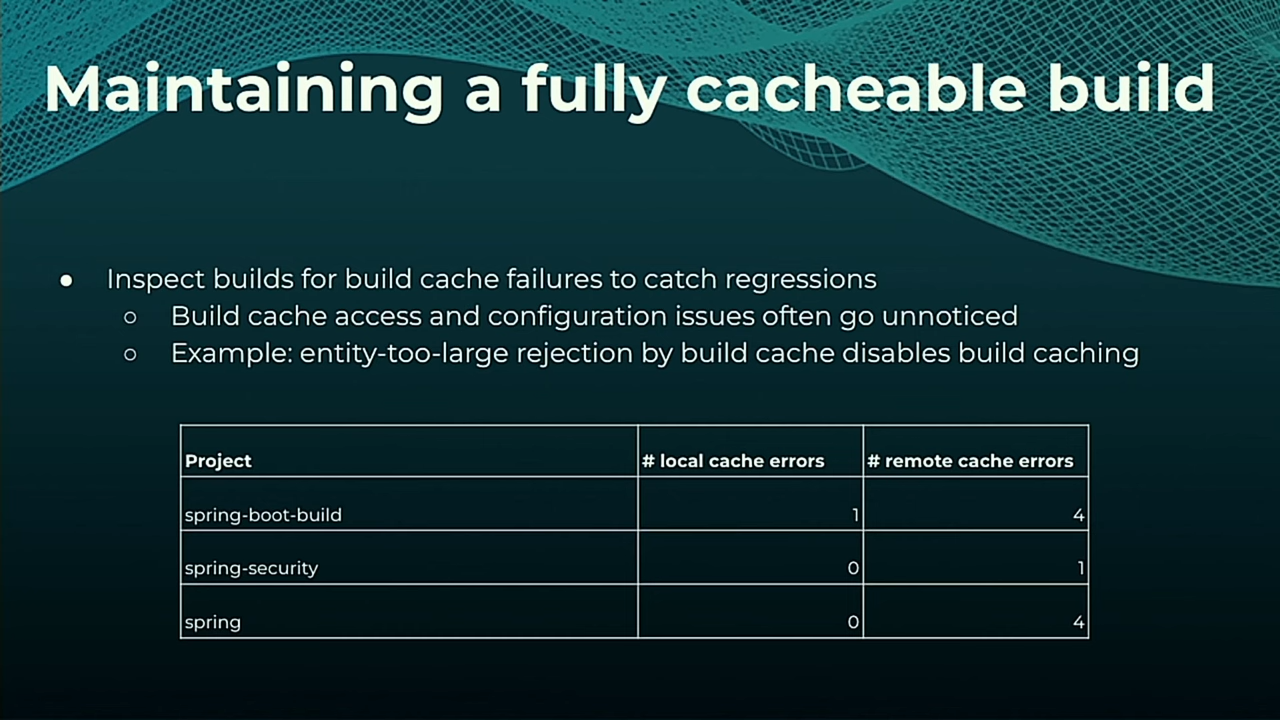 Maintaining a fully cacheable build
● Inspect builds for build cache failures to catch regressions
○ Build cache access and configuration issues often go unnoticed
○ Example: entity-too-large rejection by build cache disables build caching
Project # local cache errors # remote cache errors
spring-boot-build 1 4
spring-security 0 1
spring 0 4